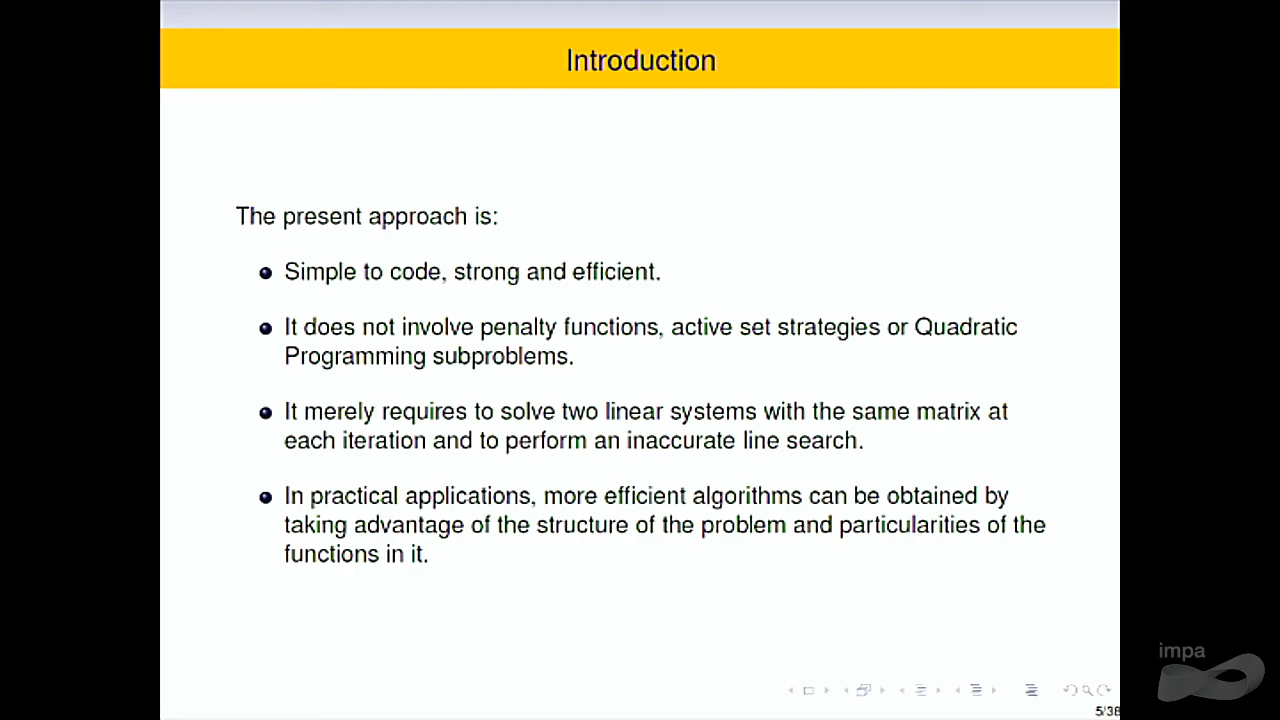 Introduction
The present approach is:
Simple to code, strong and efficient.
It does not involve penalty functions, active set strategies or Quadratic
Programming subproblems.
It merely requires to solve two linear systems with the same matrix at
each iteration and to perform an inaccurate line search.
In practical applications, more efficient algorithms can be obtained by
taking advantage of the structure of the problem and particularities of the
functions in it.
impa
5/38